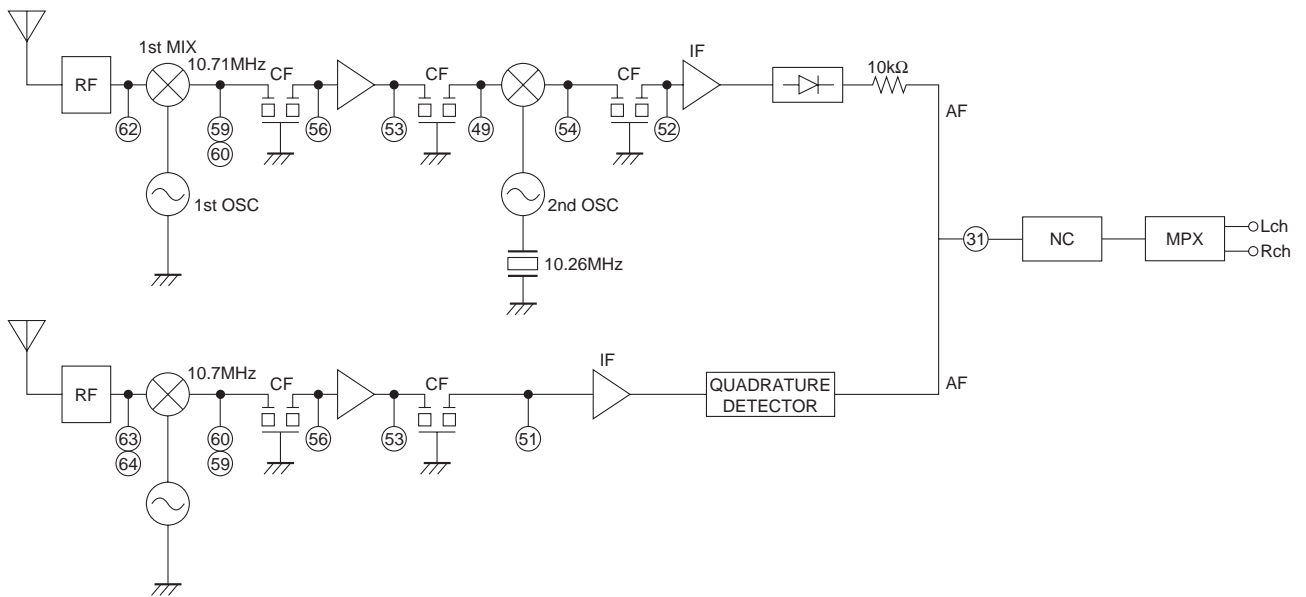 1st MIX
RF
10.71MHz
CF
CF
CF
IF
10kΩ
62
59
60
56
53
49
54
52
AF
1st OSC
2nd OSC
10.26MHz
31
NC
MPX
Lch
Rch
RF
10.7MHz
CF
CF
IF
QUADRATURE
DETECTOR
AF
63
64
60
59
56
53
51